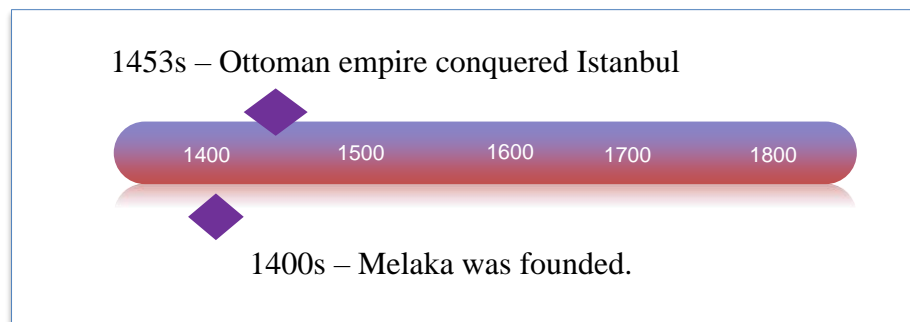 1453s – Ottoman empire conquered Istanbul
1400 1500 1600 1700 1800
1400s – Melaka was founded.